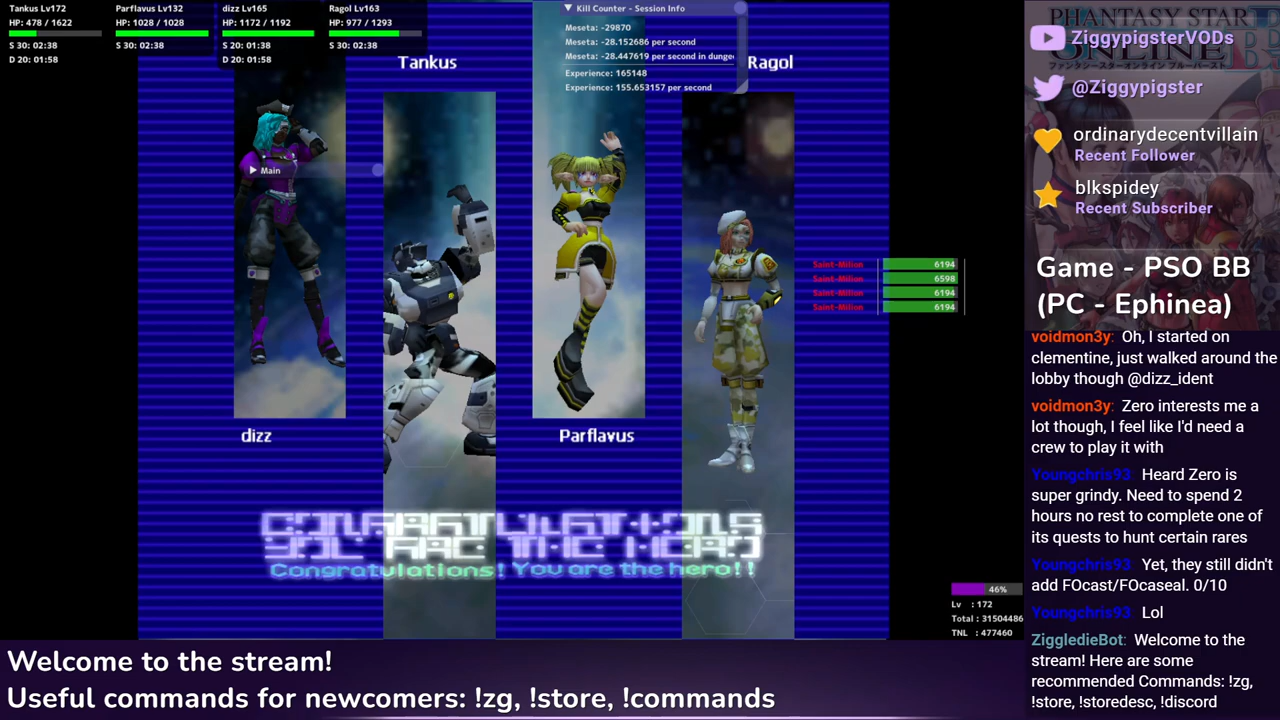 Tankus Lv172
HP: 478 / 1622
S 30: 02:38
D 20: 01:58
Parflavus Lv132
HP: 1028 / 1028
S 30: 02:38
dizz Lv165
HP: 1172 / 1192
S 20: 01:38
D 20: 01:58
Ragol Lv163
HP: 977 / 1293
S 30: 02:38
Kill Counter - Session Info
Meseta: -29870
Meseta: -28.152686 per second
Meseta: -28.447619 per second in dunge
Experience: 165148
Experience: 155.653157 per second
Tankus
Ragol
Main
Saint-Milion 6194
Saint-Milion 6598
Saint-Milion 6194
Saint-Milion 6194
dizz
Parflavus
CONGRATULATIONS
YOU ARE THE HERO
Congratulations! You are the hero!!
46%
Lv : 172
Total : 31504486
TNL : 477460
Welcome to the stream!
Useful commands for newcomers: !zg, !store, !commands
PHANTASY STAR
ONLINE
ZiggypigsterVODs
@Ziggypigster
ordinarydecentvillain
Recent Follower
blkspidey
Recent Subscriber
Game - PSO BB
(PC - Ephinea)
voidmon3y: Oh, I started on
clementine, just walked around the
lobby though @dizz_ident
voidmon3y: Zero interests me a
lot though, I feel like I'd need a
crew to play it with
Youngchris93: Heard Zero is
super grindy. Need to spend 2
hours no rest to complete one of
its quests to hunt certain rares
Youngchris93: Yet, they still didn't
add FOcast/FOcaseal. 0/10
Youngchris93: Lol
ZiggledieBot: Welcome to the
stream! Here are some
recommended Commands: !zg,
!store, !storedesc, !discord